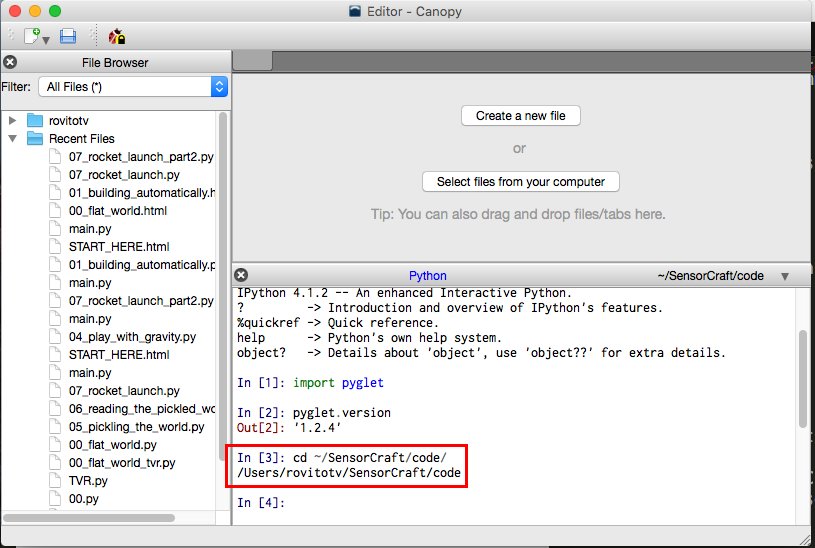 Editor - Canopy
File Browser
Filter: All Files (*)
rovitotv
Recent Files
07_rocket_launch_part2.py
07_rocket_launch.py
01_building_automatically.h
00_flat_world.html
main.py
START_HERE.html
01_building_automatically.p
main.py
07_rocket_launch_part2.py
main.py
04_play_with_gravity.py
START_HERE.html
main.py
07_rocket_launch.py
06_reading_the_pickled_wo
05_pickling_the_world.py
00_flat_world.py
00_flat_world_tvr.py
TVR.py
00.py
Create a new file
or
Select files from your computer
Tip: You can also drag and drop files/tabs here.
Python ~/SensorCraft/code
IPython 4.1.2 -- An enhanced Interactive Python.
? -> Introduction and overview of IPython's features.
%quickref -> Quick reference.
help -> Python's own help system.
object? -> Details about 'object', use 'object??' for extra details.
In [1]: import pyglet
In [2]: pyglet.version
Out[2]: '1.2.4'
In [3]: cd ~/SensorCraft/code/
/Users/rovitotv/SensorCraft/code
In [4]: